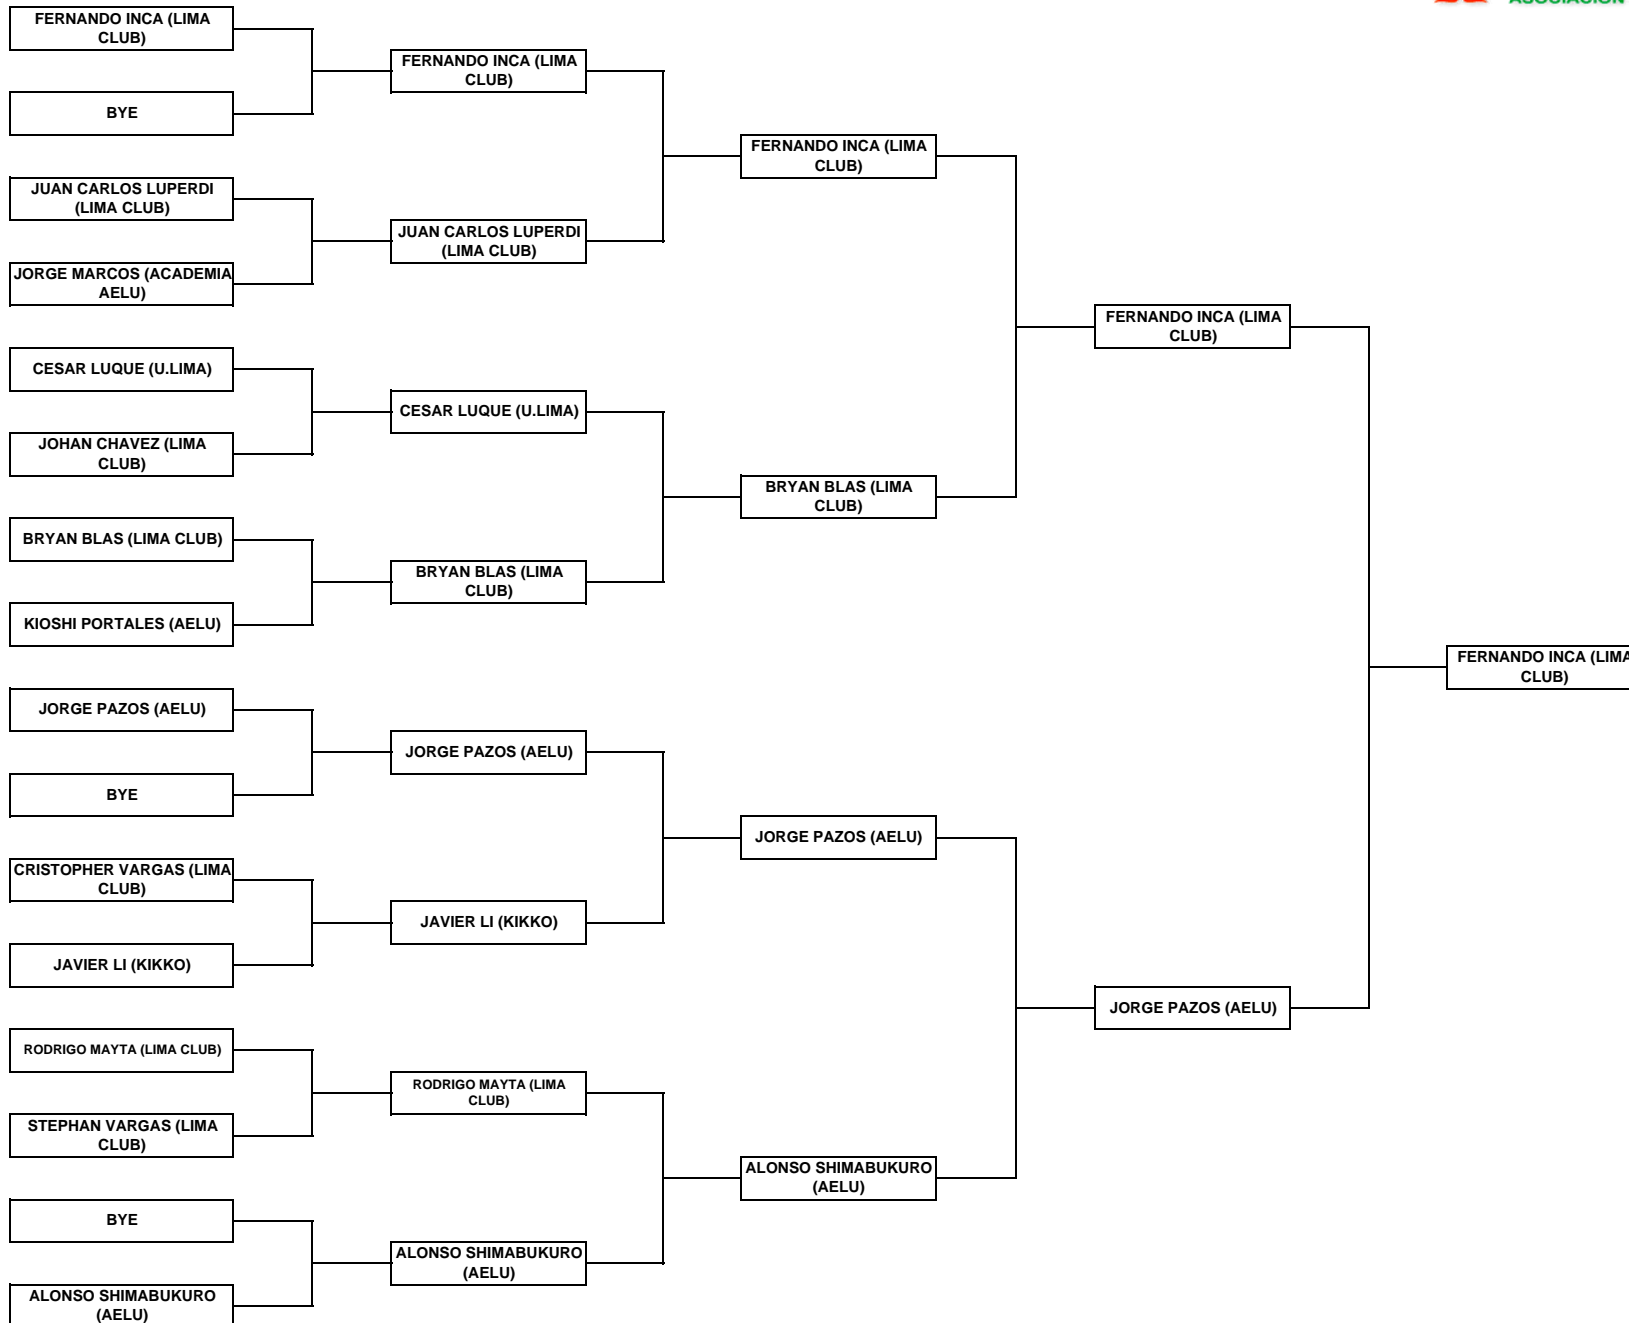 ASOCIACIÓN
FERNANDO INCA (LIMA
CLUB)
BYE
JUAN CARLOS LUPERDI
(LIMA CLUB)
JORGE MARCOS (ACADEMIA
AELU)
CESAR LUQUE (U.LIMA)
JOHAN CHAVEZ (LIMA
CLUB)
BRYAN BLAS (LIMA CLUB)
KIOSHI PORTALES (AELU)
JORGE PAZOS (AELU)
BYE
CRISTOPHER VARGAS (LIMA
CLUB)
JAVIER LI (KIKKO)
RODRIGO MAYTA (LIMA CLUB)
STEPHAN VARGAS (LIMA
CLUB)
BYE
ALONSO SHIMABUKURO
(AELU)
FERNANDO INCA (LIMA
CLUB)
JUAN CARLOS LUPERDI
(LIMA CLUB)
CESAR LUQUE (U.LIMA)
BRYAN BLAS (LIMA
CLUB)
JORGE PAZOS (AELU)
JAVIER LI (KIKKO)
RODRIGO MAYTA (LIMA
CLUB)
ALONSO SHIMABUKURO
(AELU)
FERNANDO INCA (LIMA
CLUB)
BRYAN BLAS (LIMA
CLUB)
JORGE PAZOS (AELU)
ALONSO SHIMABUKURO
(AELU)
FERNANDO INCA (LIMA
CLUB)
JORGE PAZOS (AELU)
FERNANDO INCA (LIMA
CLUB)